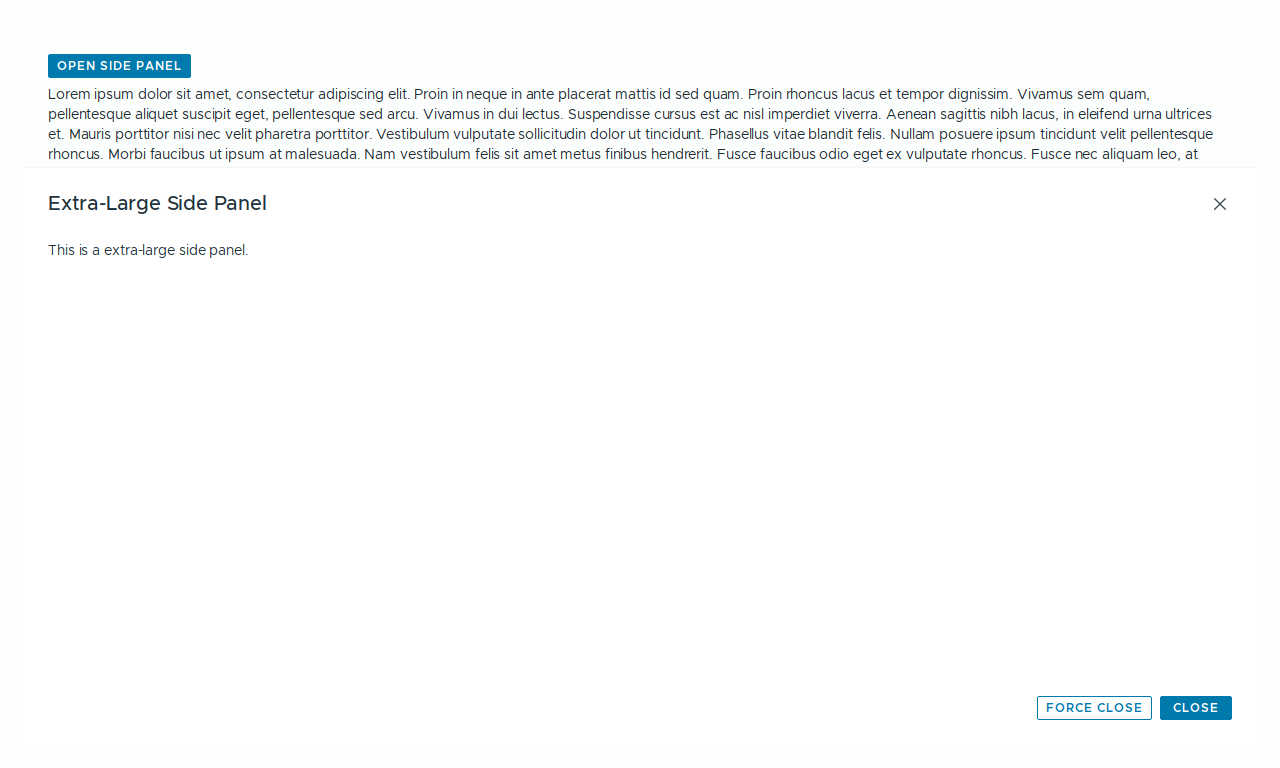 OPEN SIDE PANEL
Lorem ipsum dolor sit amet, consectetur adipiscing elit. Proin in neque in ante placerat mattis id sed quam. Proin rhoncus lacus et tempor dignissim. Vivamus sem quam,
pellentesque aliquet suscipit eget, pellentesque sed arcu. Vivamus in dui lectus. Suspendisse cursus est ac nisl imperdiet viverra. Aenean sagittis nibh lacus, in eleifend urna ultrices
et. Mauris porttitor nisi nec velit pharetra porttitor. Vestibulum vulputate sollicitudin dolor ut tincidunt. Phasellus vitae blandit felis. Nullam posuere ipsum tincidunt velit pellentesque
rhoncus. Morbi faucibus ut ipsum at malesuada. Nam vestibulum felis sit amet metus finibus hendrerit. Fusce faucibus odio eget ex vulputate rhoncus. Fusce nec aliquam leo, at
Extra-Large Side Panel
This is a extra-large side panel.
FORCE CLOSE
CLOSE